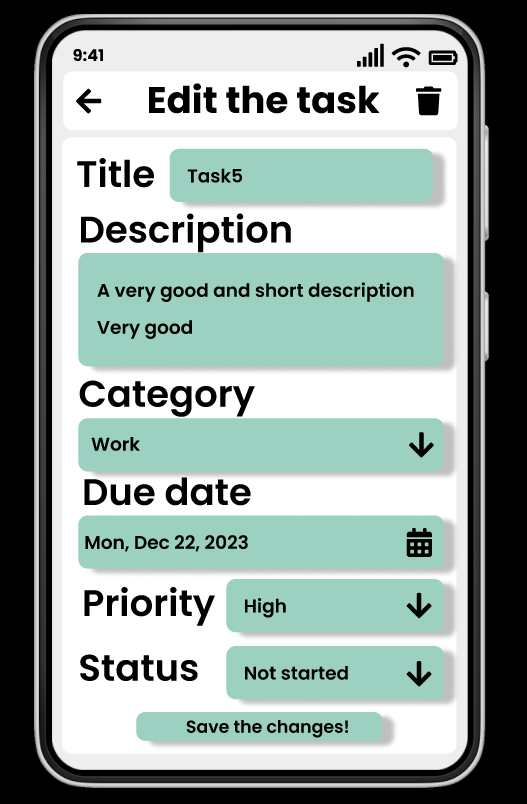 9:41
Edit the task
Title
Task5
Description
A very good and short description
Very good
Category
Work
Due date
Mon, Dec 22, 2023
Priority
High
Status
Not started
Save the changes!